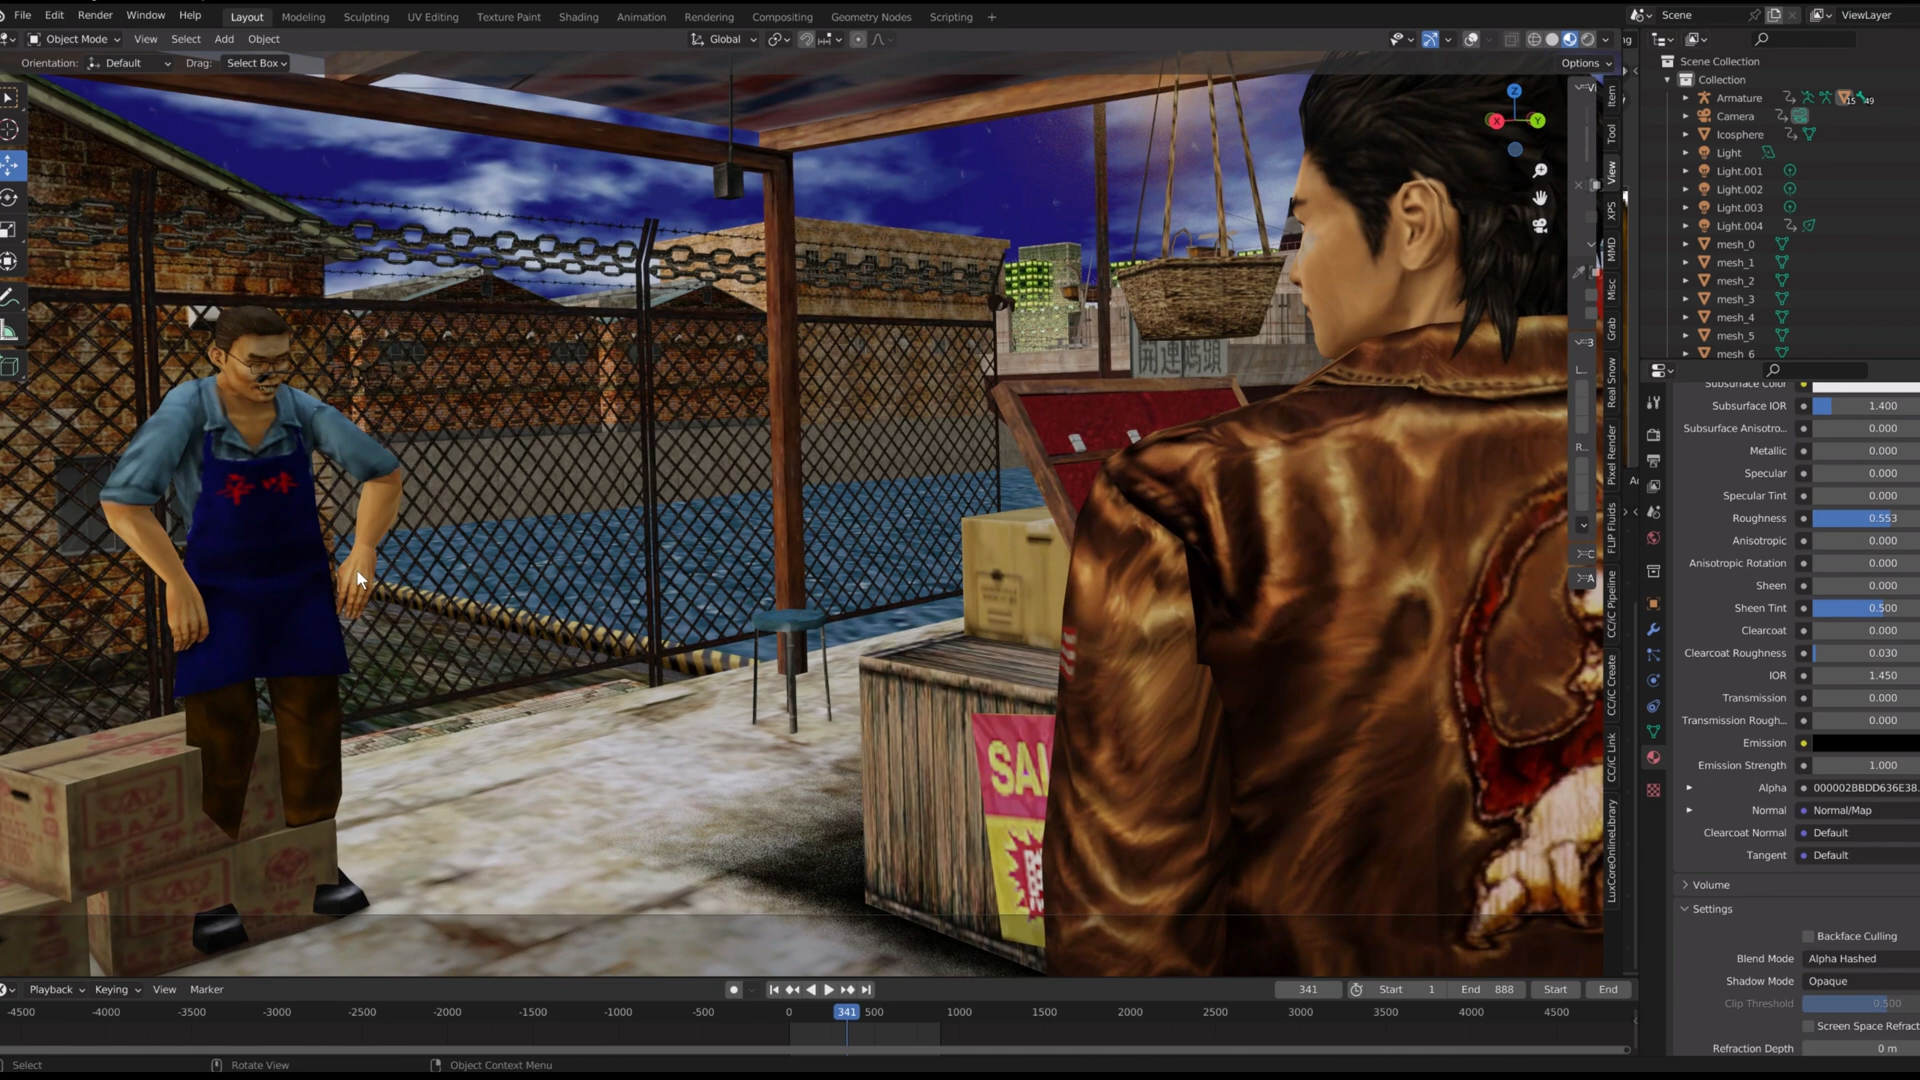 File Edit Render Window Help Layout Modeling Sculpting UV Editing Texture Paint Shading Animation Rendering Compositing Geometry Nodes Scripting + Scene ViewLayer
Object Mode View Select Add Object Global
Orientation: Default Drag: Select Box Options
Scene Collection
Collection
Armature 15 49
Camera
Icosphere
Light
Light.001
Light.002
Light.003
Light.004
mesh_0
mesh_1
mesh_2
mesh_3
mesh_4
mesh_5
mesh_6
Z
X
Y
Item
Tool
View
XPS
MMD
Misc
Grab
Real Snow
Pixel Render
FLIP Fluids
CC/iC Pipeline
CC/iC Create
CC/iC Link
LuxCoreOnlineLibrary
辛味
SAL
Subsurface Color
Subsurface IOR 1.400
Subsurface Anisotro... 0.000
Metallic 0.000
Specular 0.000
Specular Tint 0.000
Roughness 0.553
Anisotropic 0.000
Anisotropic Rotation 0.000
Sheen 0.000
Sheen Tint 0.500
Clearcoat 0.000
Clearcoat Roughness 0.030
IOR 1.450
Transmission 0.000
Transmission Rough... 0.000
Emission
Emission Strength 1.000
Alpha 000002BBDD636E38.
Normal Normal/Map
Clearcoat Normal Default
Tangent Default
Volume
Settings
Backface Culling
Blend Mode Alpha Hashed
Shadow Mode Opaque
Clip Threshold 0.500
Screen Space Refract
Refraction Depth 0 m
Playback Keying View Marker 341 Start 1 End 888 Start End
-4500 -4000 -3500 -3000 -2500 -2000 -1500 -1000 -500 0 341 500 1000 1500 2000 2500 3000 3500 4000 4500
Select Rotate View Object Context Menu